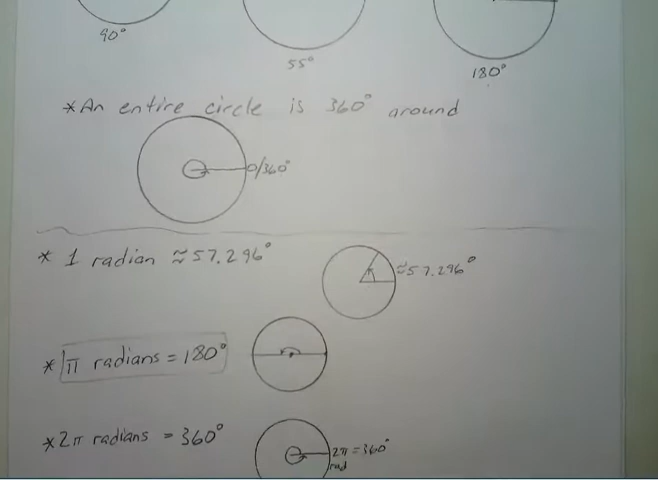 90°
55°
180°
*An entire circle is 360° around
0/360°
* 1 radian ≈57.296°
≈57.296°
* π radians = 180°
*2π radians = 360°
2π = 360°
rad